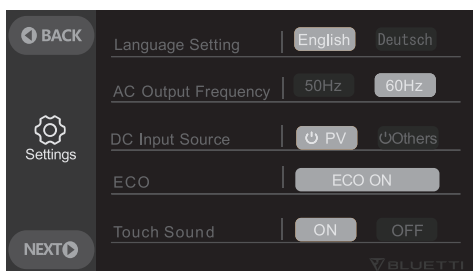 BACK
Settings
NEXT
Language Setting English Deutsch
AC Output Frequency 50Hz 60Hz
DC Input Source PV Others
ECO ECO ON
Touch Sound ON OFF
BLUETTI